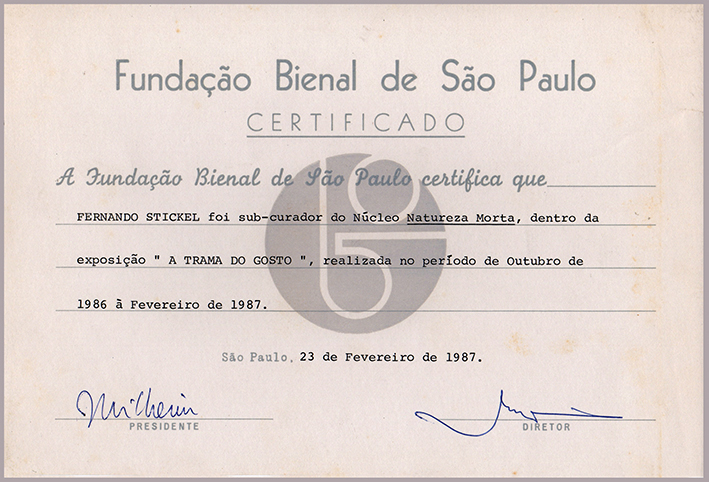 Fundação Bienal de São Paulo
CERTIFICADO
A Fundação Bienal de São Paulo certifica que
FERNANDO STICKEL foi sub-curador do Núcleo Natureza Morta, dentro da
exposição " A TRAMA DO GOSTO ", realizada no período de Outubro de
1986 à Fevereiro de 1987.
São Paulo, 23 de Fevereiro de 1987.
PRESIDENTE
DIRETOR